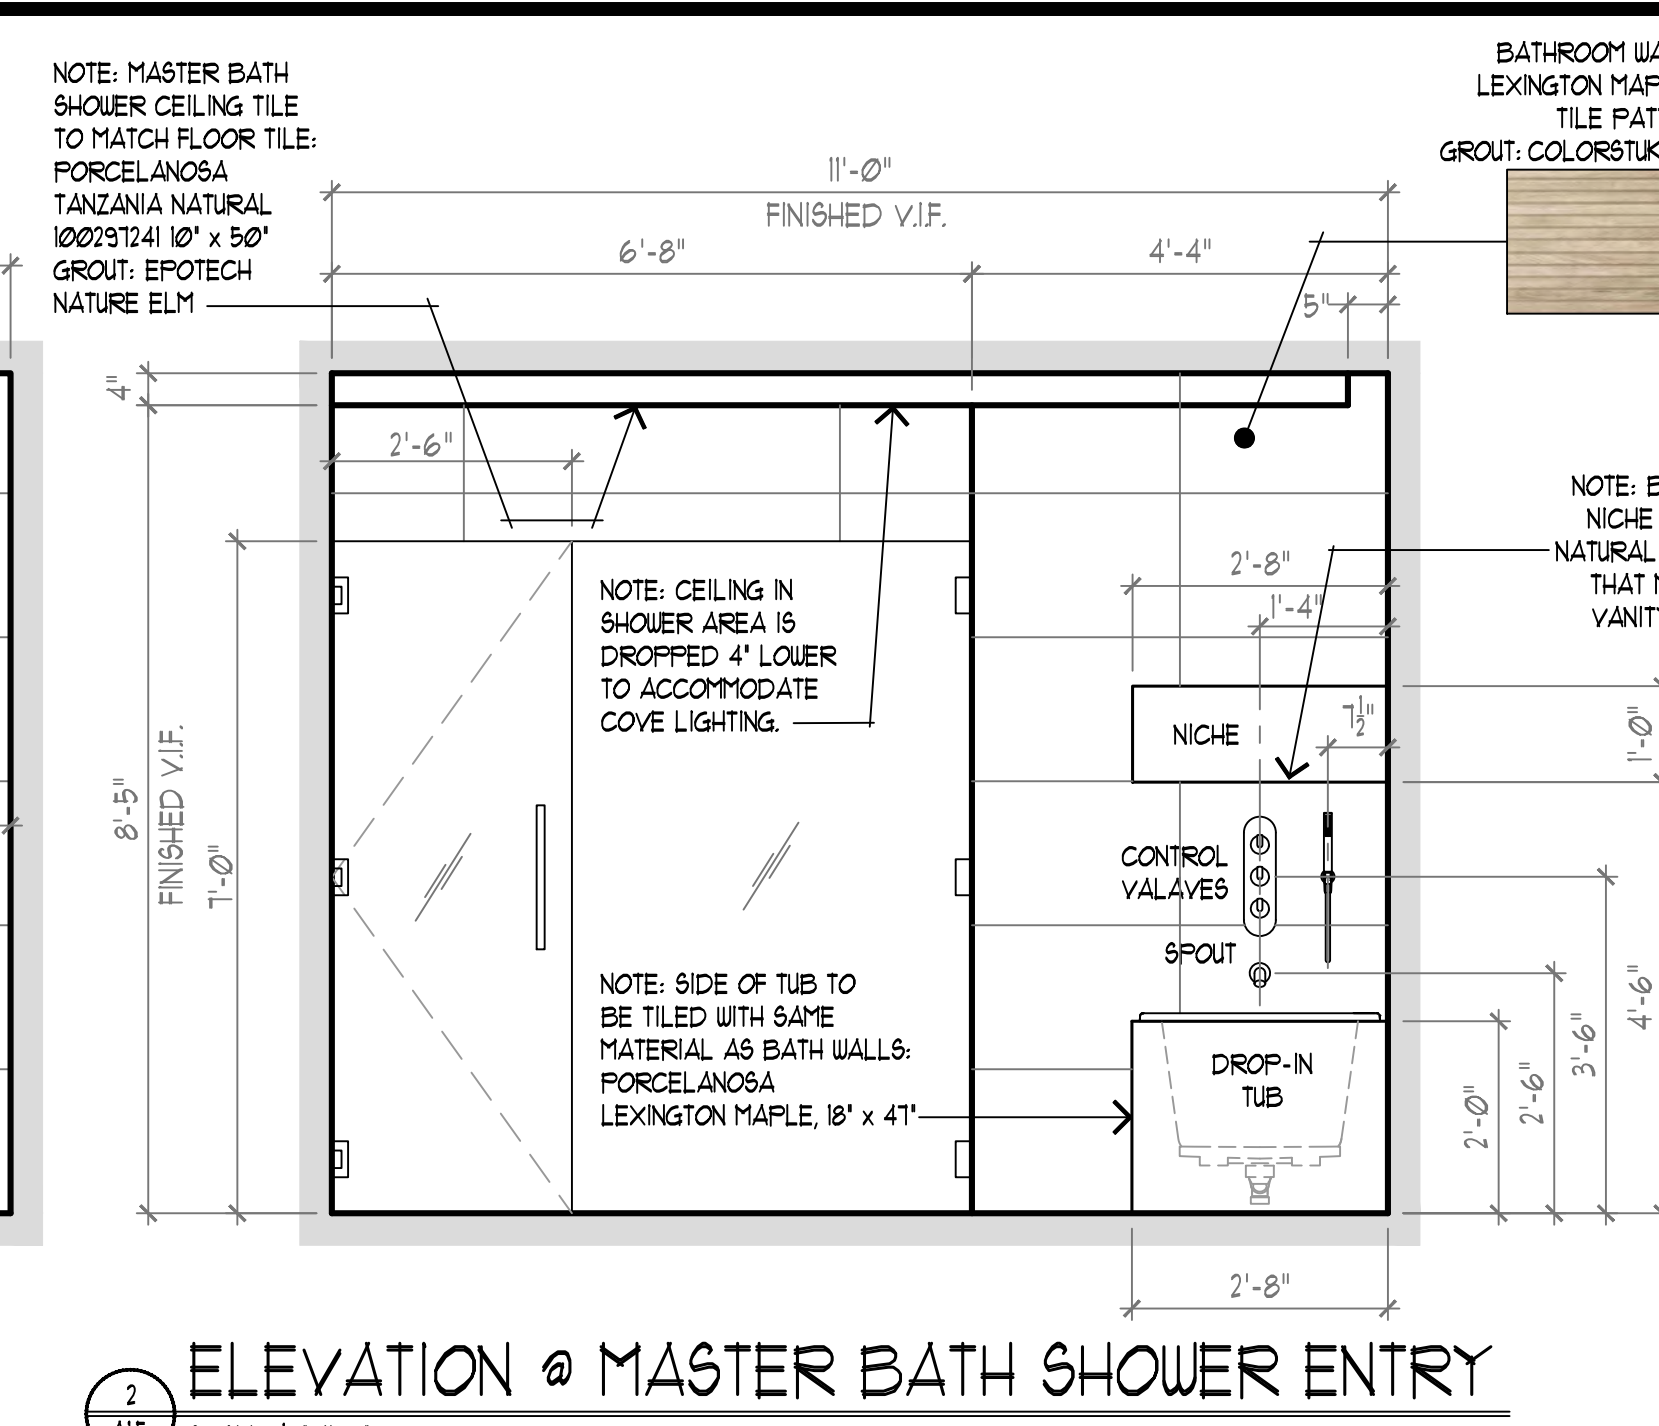 NOTE: MASTER BATH
SHOWER CEILING TILE
TO MATCH FLOOR TILE:
PORCELANOSA
TANZANIA NATURAL
100297241 10" x 50"
GROUT: EPOTECH
NATURE ELM
BATHROOM
LEXINGTON
TILE
GROUT: COLORSTUK
11'-0"
FINISHED V.I.F.
6'-8"
4'-4"
5"
4"
2'-6"
8'-5"
FINISHED V.I.F.
7'-0"
NOTE: CEILING IN
SHOWER AREA IS
DROPPED 4" LOWER
TO ACCOMMODATE
COVE LIGHTING.
NOTE:
NICHE
NATURAL
THAT
2'-8"
1'-4"
7 1/2"
NICHE
1'-0"
CONTROL
VALAVES
SPOUT
NOTE: SIDE OF TUB TO
BE TILED WITH SAME
MATERIAL AS BATH WALLS:
PORCELANOSA
LEXINGTON MAPLE, 18" x 47"
DROP-IN
TUB
2'-0"
2'-6"
3'-6"
4'-6"
2'-8"
2
ELEVATION @ MASTER BATH SHOWER ENTRY